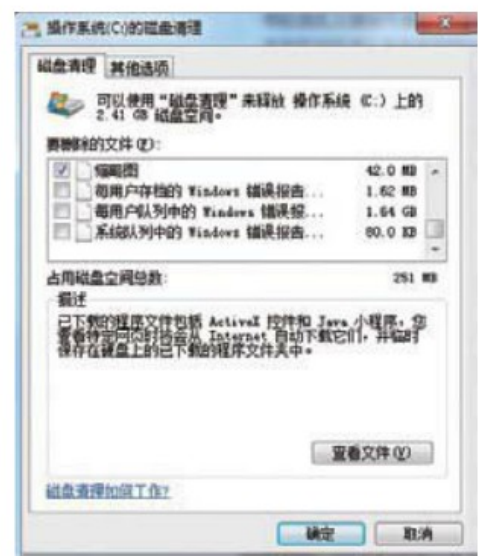 操作系统(C:)的磁盘清理
磁盘清理 其他选项
可以使用“磁盘清理”来释放 操作系统 (C:) 上的
2.41 GB 磁盘空间。
要删除的文件(F):
缩略图 42.0 MB
每用户存档的 Windows 错误报告... 1.62 MB
每用户队列中的 Windows 错误报... 1.64 GB
系统队列中的 Windows 错误报告... 80.0 KB
占用磁盘空间总数: 251 MB
描述
已下载的程序文件包括 ActiveX 控件和 Java 小程序，您
查看特定网页时将会从 Internet 自动下载它们，并临时
保存在硬盘上的已下载的程序文件夹中。
查看文件(V)
磁盘清理如何工作?
确定 取消